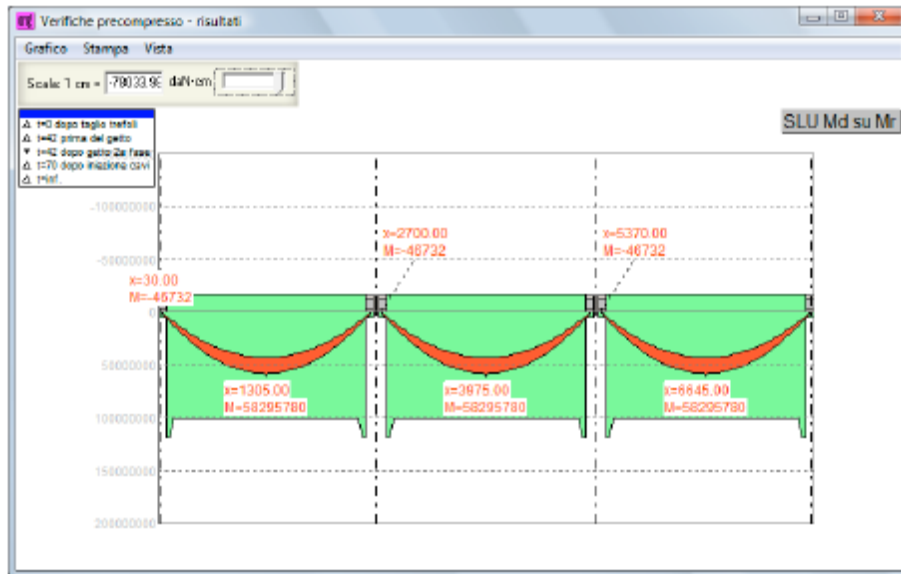 Verifiche precompresso - risultati
Grafico Stampa Vista
Scala: 1 cm = -78033.98 daN·cm
t=0 dopo taglio trefoli
t=42 prima del getto
t=42 dopo getto 2a fase
t=70 dopo iniezione cavi
t=inf.
SLU Md su Mr
-100000000
-50000000
0
50000000
100000000
150000000
200000000
x=30.00
M=-46732
x=2700.00
M=-46732
x=5370.00
M=-46732
x=1305.00
M=58295780
x=3975.00
M=58295780
x=6645.00
M=58295780